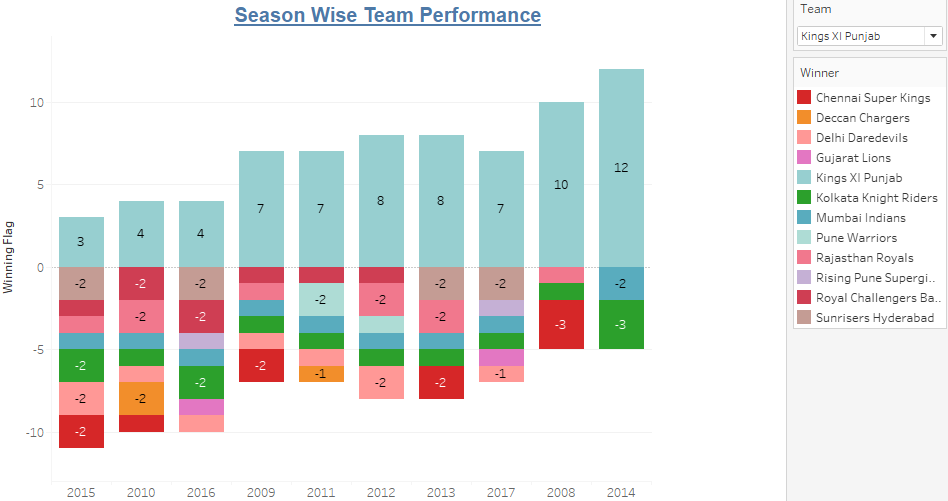 Season Wise Team Performance
Winning Flag
10
5
0
-5
-10
3
4
4
7
7
8
8
7
10
12
-2
-2
-2
-2
-2
-2
-2
-2
-2
-2
-2
-2
-2
-2
-3
-3
-2
-2
-2
-1
-2
-2
-1
-2
2015
2010
2016
2009
2011
2012
2013
2017
2008
2014
Team
Kings XI Punjab
Winner
Chennai Super Kings
Deccan Chargers
Delhi Daredevils
Gujarat Lions
Kings XI Punjab
Kolkata Knight Riders
Mumbai Indians
Pune Warriors
Rajasthan Royals
Rising Pune Supergi..
Royal Challengers Ba..
Sunrisers Hyderabad